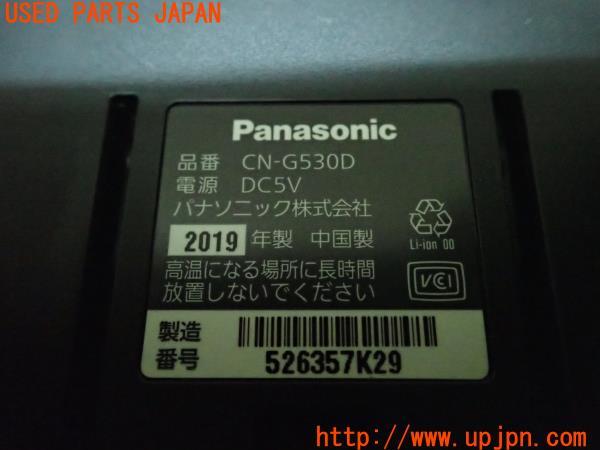 USED PARTS JAPAN
Panasonic
品番 CN-G530D
電源 DC5V
パナソニック株式会社
Li-ion 00
2019 年製 中国製
高温になる場所に長時間
放置しないでください
VCCI
製造
番号
526357K29
http://www.upjpn.com